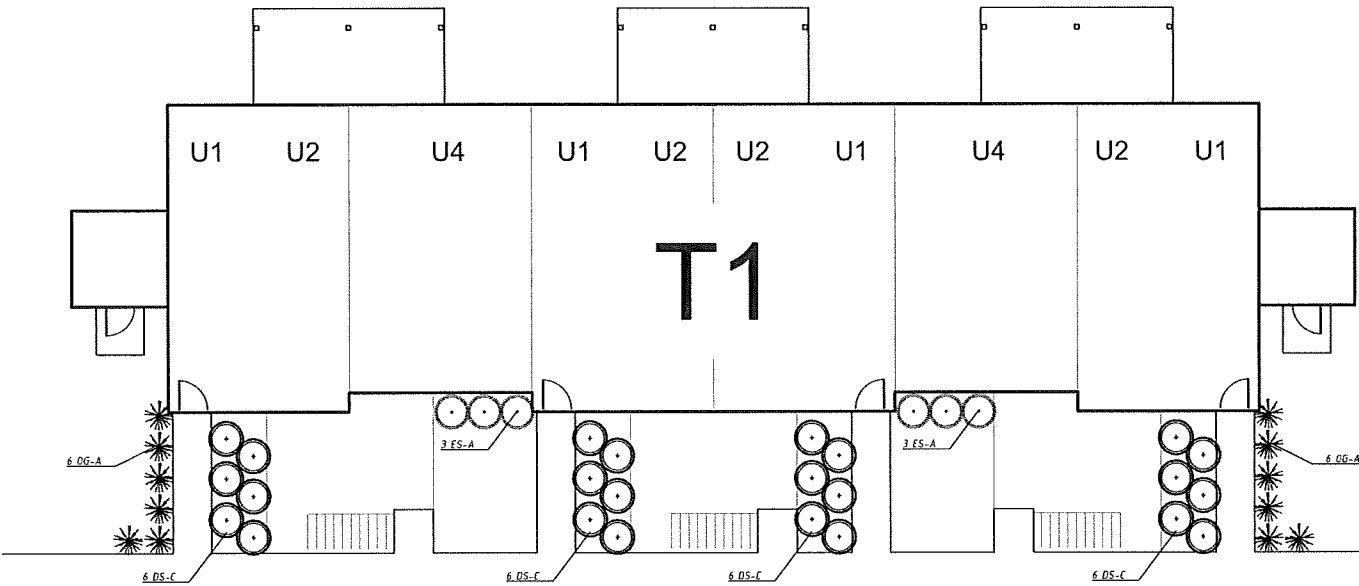 U1 U2 U4 U1 U2 U2 U1 U4 U2 U1
T1
3 ES-A 3 ES-A
6 OG-A 6 OG-A
6 DS-C 6 DS-C 6 DS-C 6 DS-C